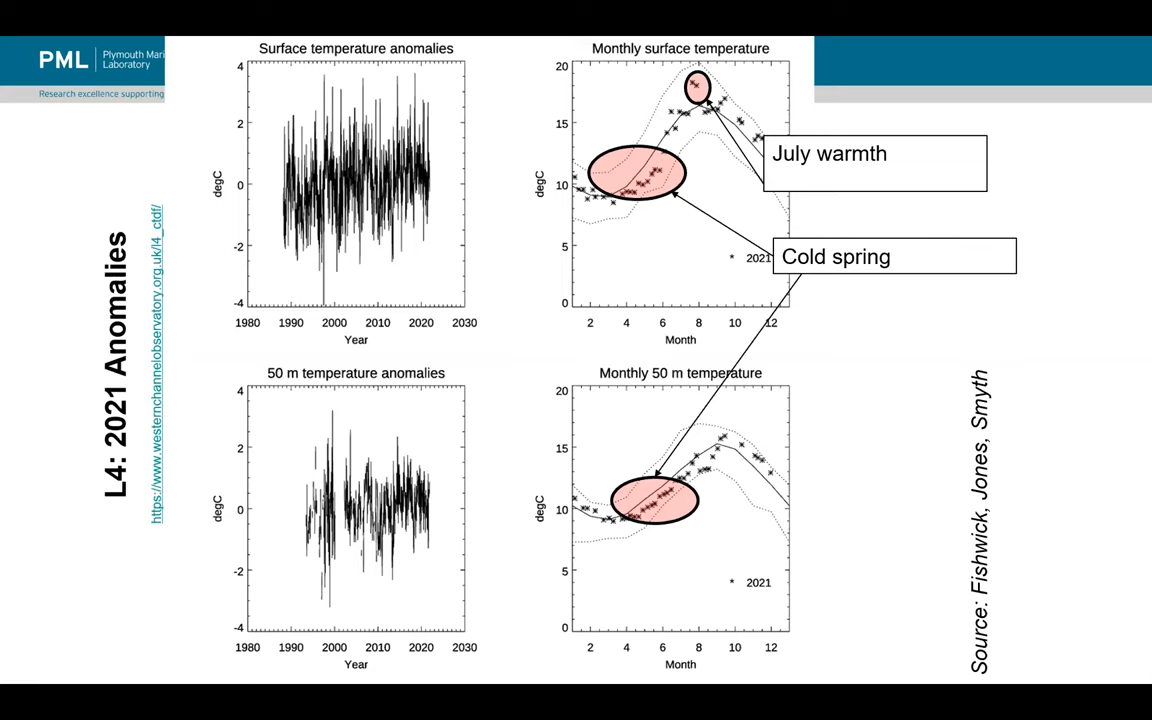 PML
Plymouth Mari
Laboratory
Research excellence supporting
L4: 2021 Anomalies
https://www.westernchannelobservatory.org.uk/l4_ctdf/
Surface temperature anomalies
degC
4
2
0
-2
-4
1980 1990 2000 2010 2020 2030
Year
Monthly surface temperature
degC
20
15
10
5
0
2021
2 4 6 8 10 12
Month
July warmth
Cold spring
50 m temperature anomalies
degC
4
2
0
-2
-4
1980 1990 2000 2010 2020 2030
Year
Monthly 50 m temperature
degC
20
15
10
5
0
2021
2 4 6 8 10 12
Month
Source: Fishwick, Jones, Smyth